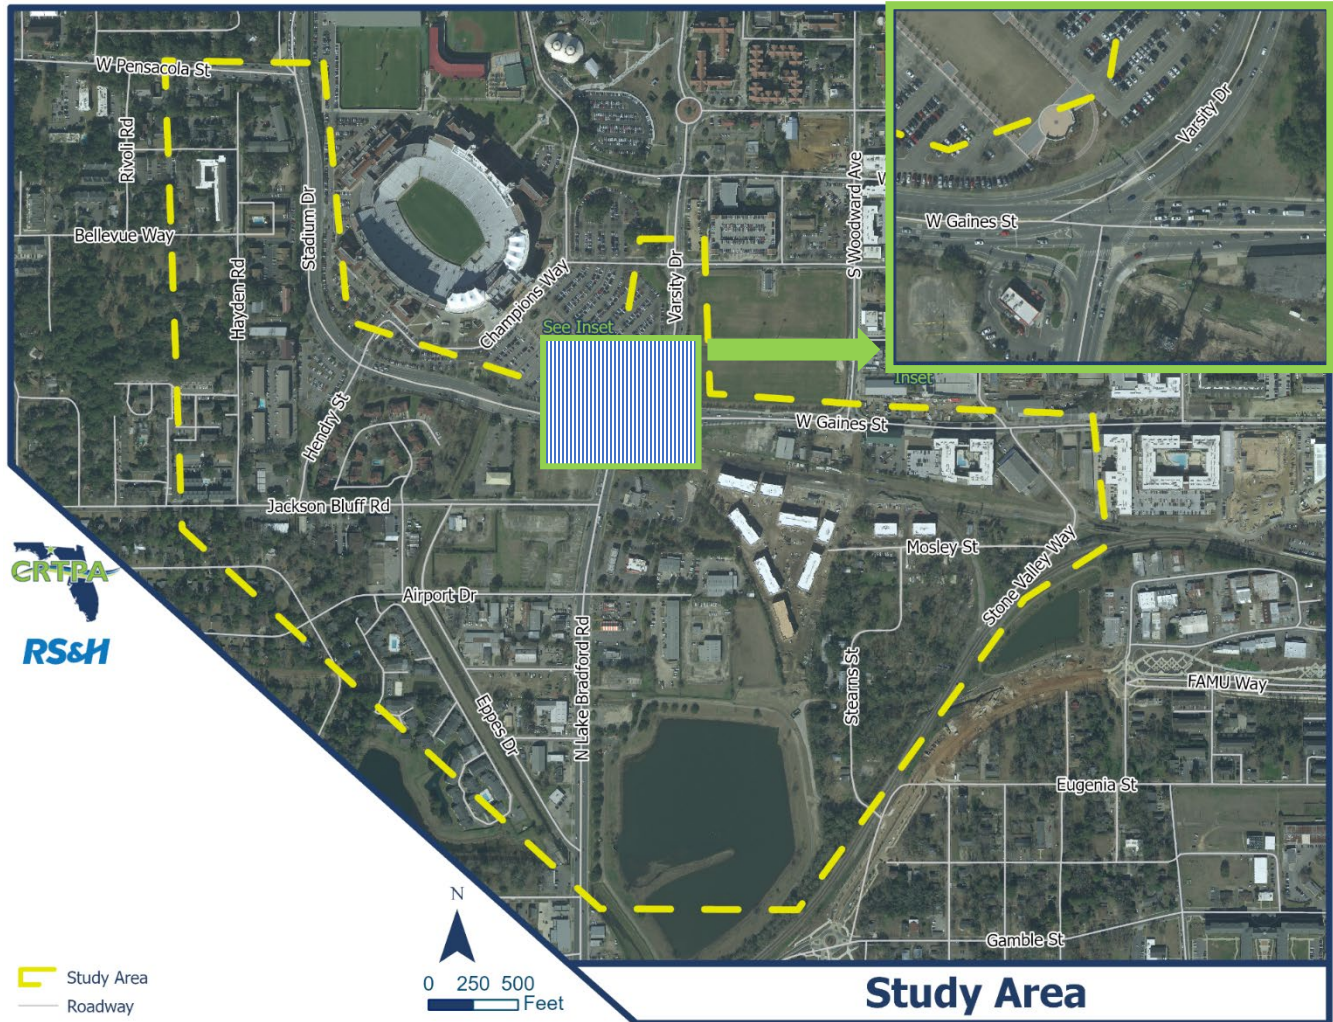 W Pensacola St
Rivoli Rd
Bellevue Way
Hayden Rd
Stadium Dr
Champions Way
Varsity Dr
S Woodward Ave
W
See Inset
Inset
W Gaines St
Varsity Dr
W Gaines St
Hendry St
Jackson Bluff Rd
Mosley St
Stone Valley Way
Airport Dr
N Lake Bradford Rd
Eppes Dr
Stearns St
FAMU Way
Eugenia St
Gamble St
CRTPA
RS&H
N
0 250 500
Feet
Study Area
Roadway
Study Area